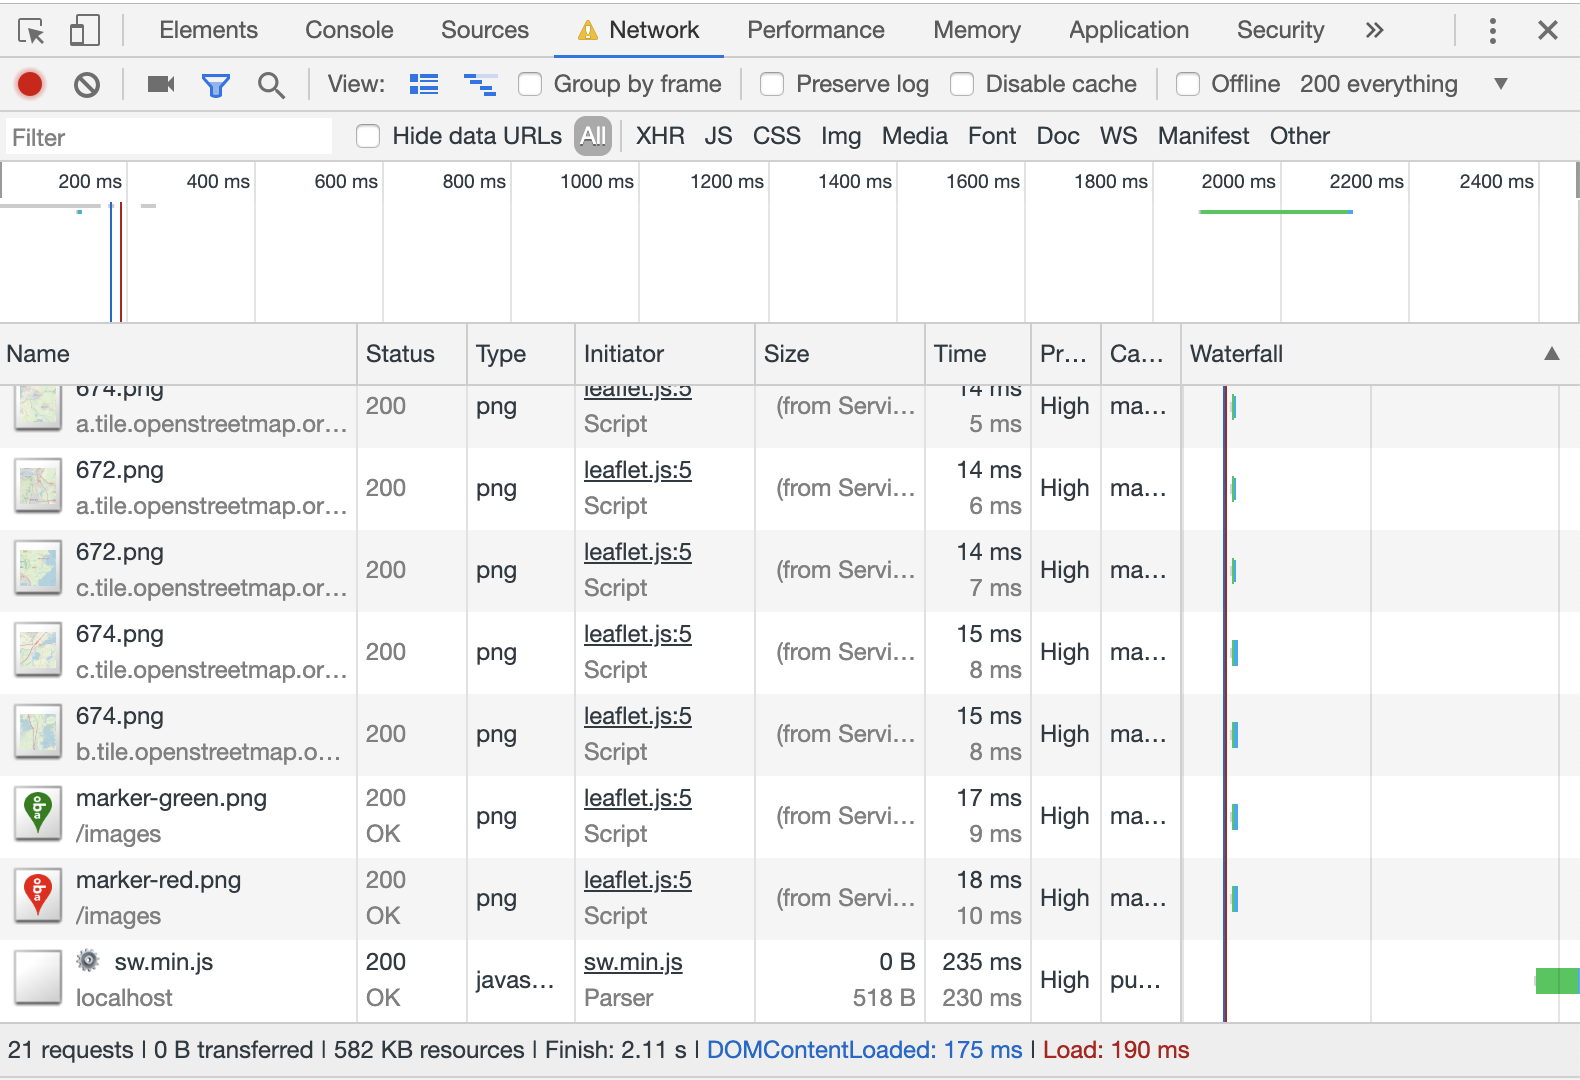 Elements Console Sources Network Performance Memory Application Security
View: Group by frame Preserve log Disable cache Offline 200 everything
Filter Hide data URLs All XHR JS CSS Img Media Font Doc WS Manifest Other
200 ms 400 ms 600 ms 800 ms 1000 ms 1200 ms 1400 ms 1600 ms 1800 ms 2000 ms 2200 ms 2400 ms
Name Status Type Initiator Size Time Pr... Ca... Waterfall
674.png leaflet.js:5 14 ms
200 png (from Servi... High ma...
a.tile.openstreetmap.or... Script 5 ms
672.png leaflet.js:5 14 ms
200 png (from Servi... High ma...
a.tile.openstreetmap.or... Script 6 ms
672.png leaflet.js:5 14 ms
200 png (from Servi... High ma...
c.tile.openstreetmap.or... Script 7 ms
674.png leaflet.js:5 15 ms
200 png (from Servi... High ma...
c.tile.openstreetmap.or... Script 8 ms
674.png leaflet.js:5 15 ms
200 png (from Servi... High ma...
b.tile.openstreetmap.o... Script 8 ms
marker-green.png 200 leaflet.js:5 17 ms
png (from Servi... High ma...
/images OK Script 9 ms
marker-red.png 200 leaflet.js:5 18 ms
png (from Servi... High ma...
/images OK Script 10 ms
sw.min.js 200 sw.min.js 0 B 235 ms
javas... High pu...
localhost OK Parser 518 B 230 ms
21 requests | 0 B transferred | 582 KB resources | Finish: 2.11 s | DOMContentLoaded: 175 ms | Load: 190 ms